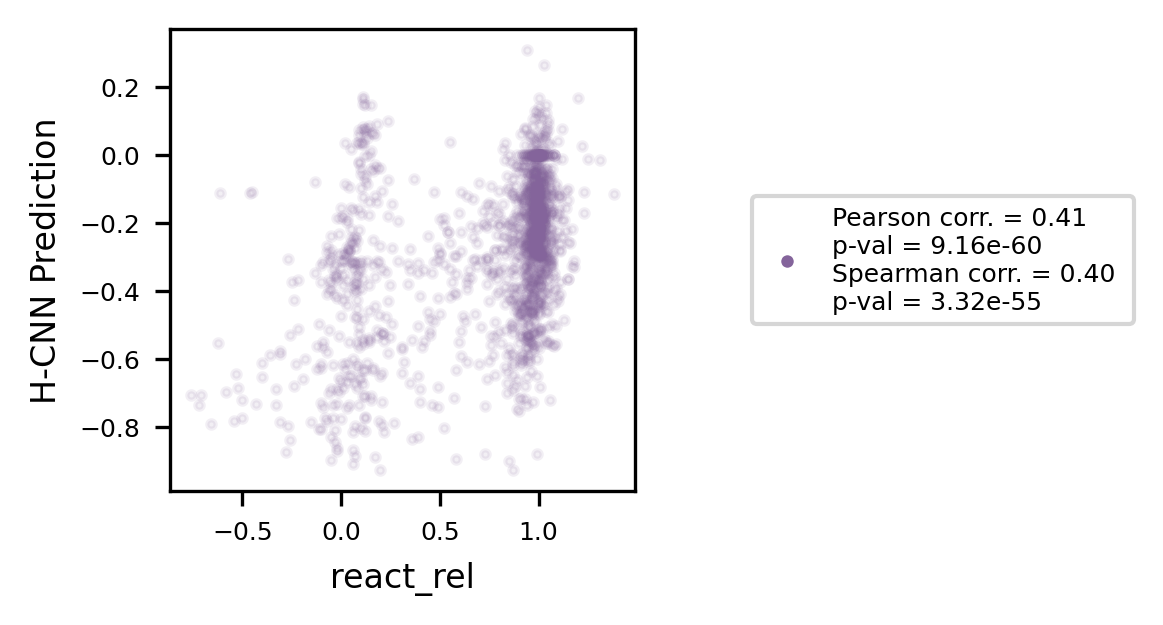 H-CNN Prediction
0.2
0.0
−0.2
−0.4
−0.6
−0.8
−0.5
0.0
0.5
1.0
react_rel
Pearson corr. = 0.41
p-val = 9.16e-60
Spearman corr. = 0.40
p-val = 3.32e-55